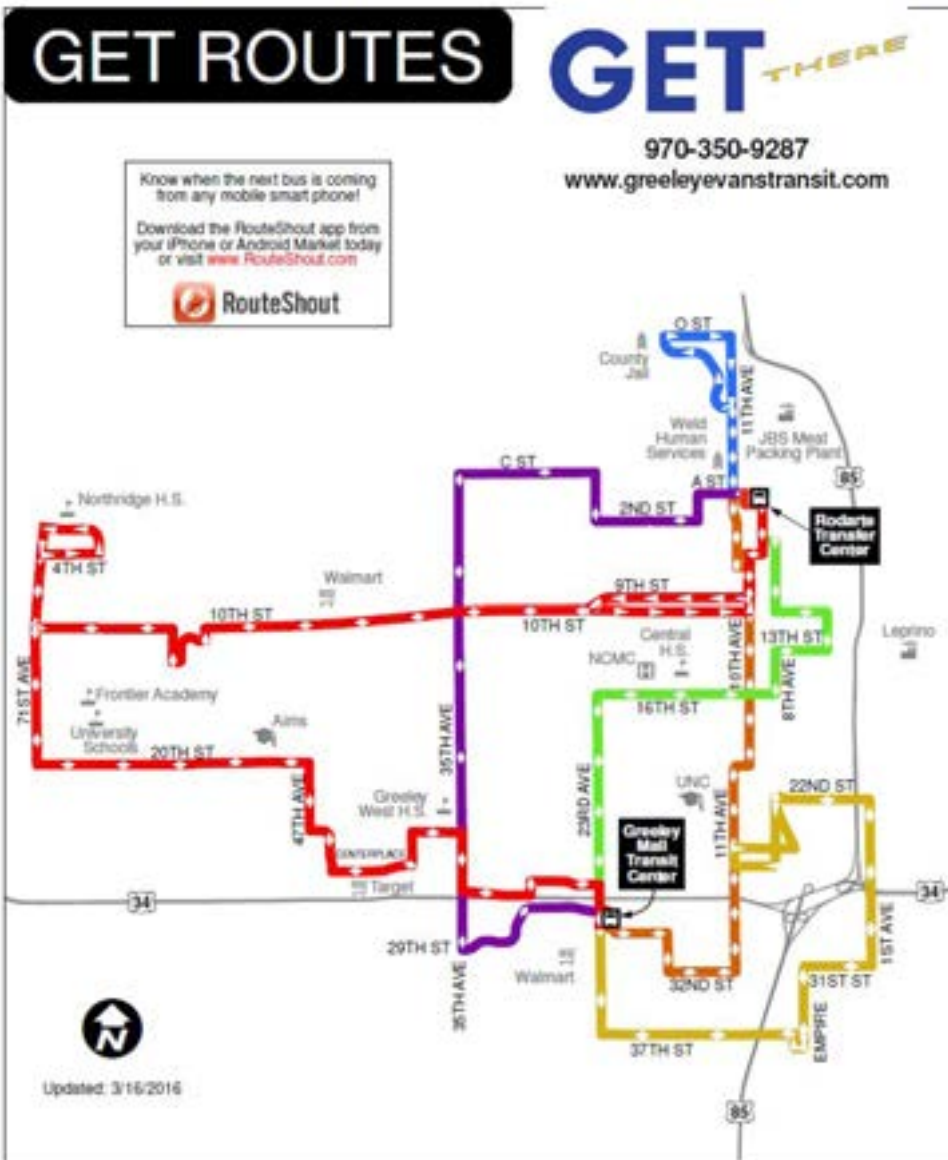 GET ROUTES
GET THERE
970-350-9287
www.greeleyevanstransit.com
Know when the next bus is coming
from any mobile smart phone!
Download the RouteShout app from
your iPhone or Android Market today
or visit www.RouteShout.com
RouteShout
O ST
County
Jail
11TH AVE
Weld
Human
Services
JBS Meat
Packing Plant
C ST
A ST
85
Northridge H.S.
2ND ST
Rodarte
Transfer
Center
4TH ST
Walmart
9TH ST
10TH ST
10TH ST
Central
H.S.
13TH ST
Leprino
NCMC
10TH AVE
71ST AVE
Frontier Academy
16TH ST
8TH AVE
University
Schools
Aims
20TH ST
35TH AVE
UNC
22ND ST
47TH AVE
Greeley
West H.S.
23RD AVE
11TH AVE
Greeley
Mall
Transit
Center
CENTERPLACE
Target
34
34
29TH ST
1ST AVE
Walmart
32ND ST
31ST ST
35TH AVE
EMPIRE
37TH ST
N
Updated: 3/16/2016
85